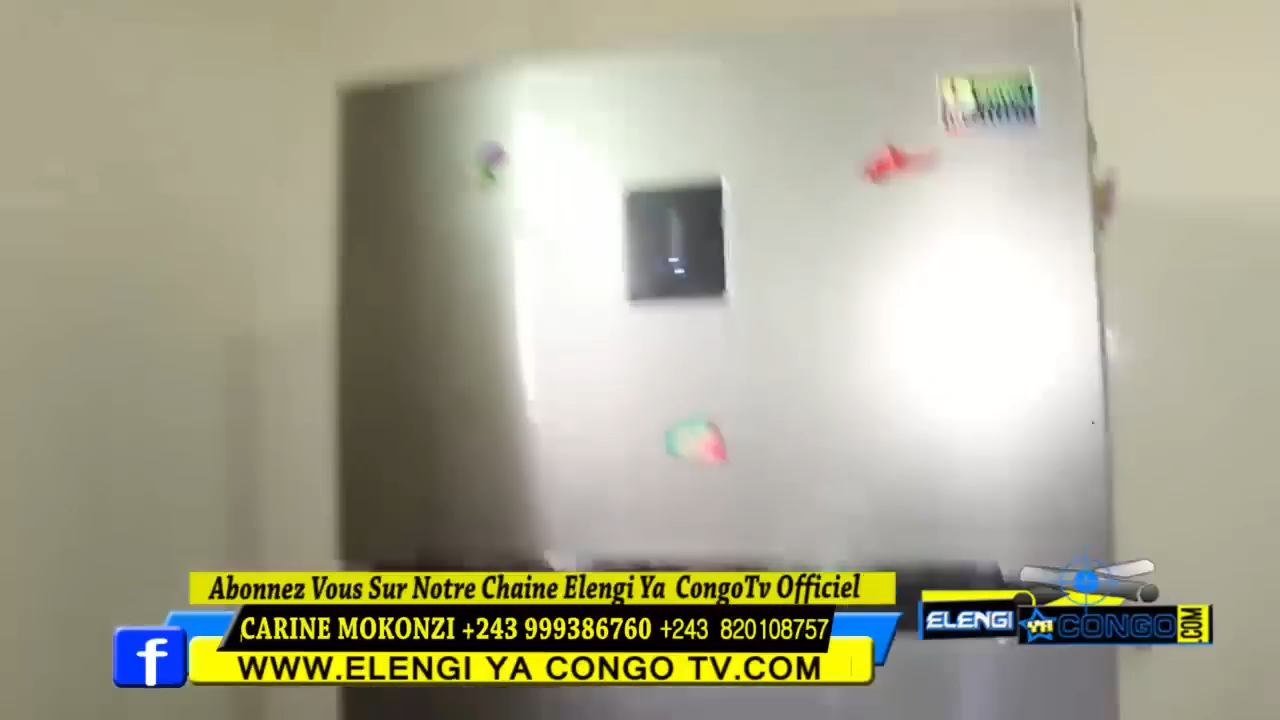 Abonnez Vous Sur Notre Chaine Elengi Ya CongoTv Officiel
CARINE MOKONZI +243 999386760 +243 820108757
WWW.ELENGI YA CONGO TV.COM
f
ELENGI YA CONGO .COM